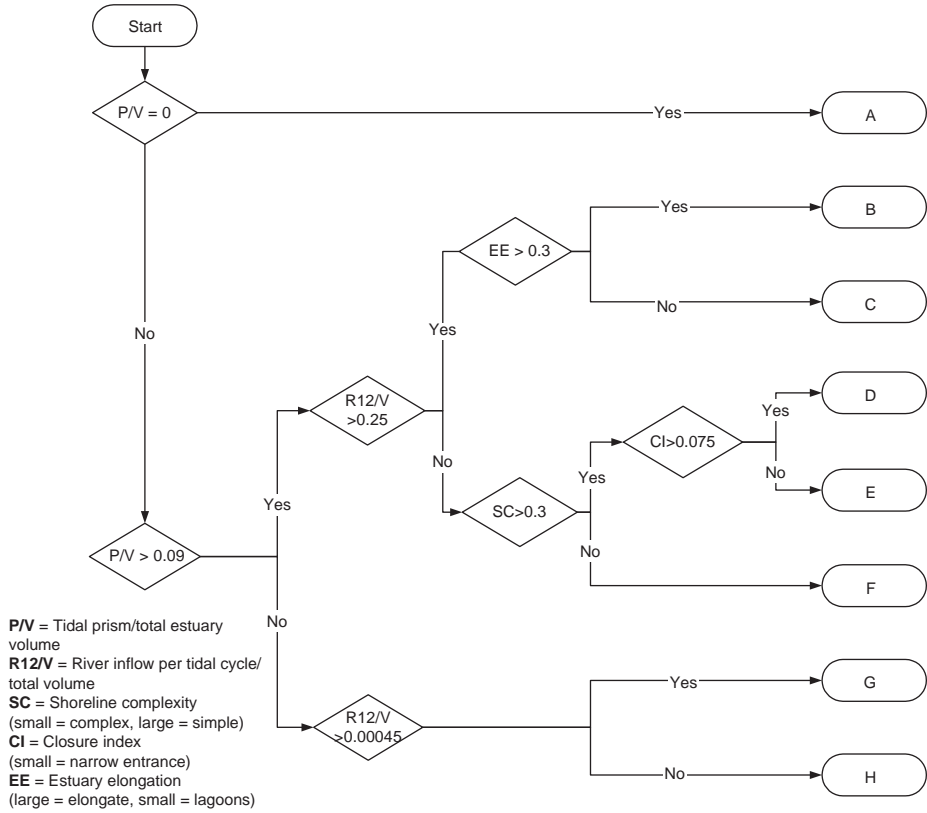 Start
P/V = 0
Yes
A
No
Yes
B
EE > 0.3
No
C
Yes
R12/V
>0.25
No
Yes
D
CI>0.075
Yes
No
E
SC>0.3
No
F
Yes
P/V > 0.09
No
Yes
G
R12/V
>0.00045
No
H
P/V = Tidal prism/total estuary
volume
R12/V = River inflow per tidal cycle/
total volume
SC = Shoreline complexity
(small = complex, large = simple)
CI = Closure index
(small = narrow entrance)
EE = Estuary elongation
(large = elongate, small = lagoons)